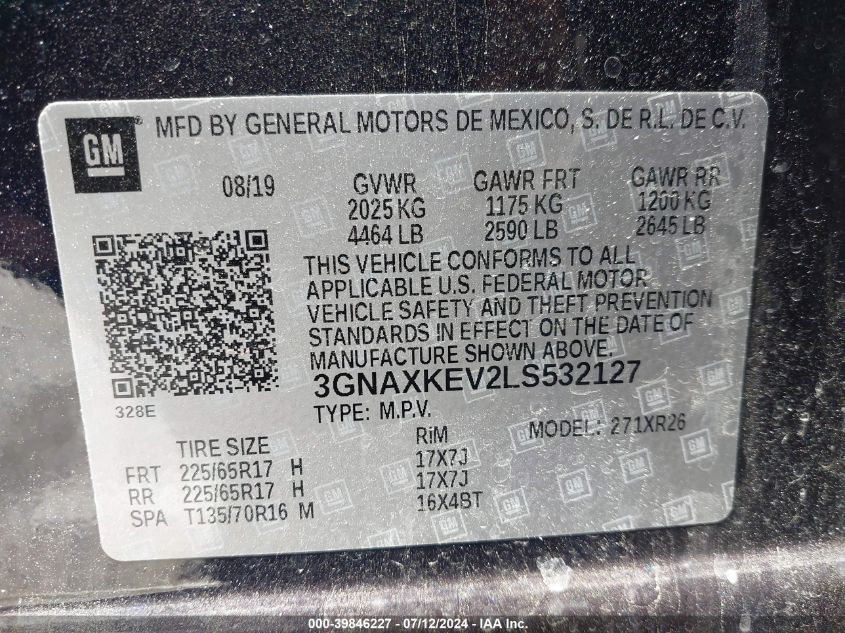 GM ® MFD BY GENERAL MOTORS DE MEXICO, S. DE R.L. DE C.V.
08/19 GVWR GAWR FRT GAWR RR
2025 KG 1175 KG 1200 KG
4464 LB 2590 LB 2645 LB
THIS VEHICLE CONFORMS TO ALL
APPLICABLE U.S. FEDERAL MOTOR
VEHICLE SAFETY AND THEFT PREVENTION
STANDARDS IN EFFECT ON THE DATE OF
MANUFACTURE SHOWN ABOVE.
3GNAXKEV2LS532127
328E TYPE: M.P.V. MODEL: 271XR26
TIRE SIZE RiM
FRT 225/65R17 H 17X7J
RR 225/65R17 H 17X7J
SPA T135/70R16 M 16X4BT
000-39846227 - 07/12/2024 - IAA Inc.